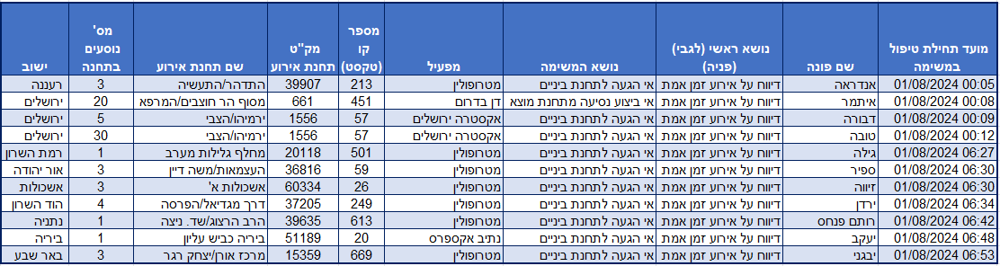 מועד תחילת טיפול במשימה | שם פונה | נושא ראשי (לגבי) (פניה) | נושא המשימה | מפעיל | מספר קו (טקסט) | מק"ט תחנת אירוע | שם תחנת אירוע | מס' נוסעים בתחנה | ישוב
01/08/2024 00:05 | אנדראה | דיווח על אירוע זמן אמת | אי הגעה לתחנת ביניים | מטרופולין | 213 | 39907 | התדהר/התעשיה | 3 | רעננה
01/08/2024 00:08 | איתמר | דיווח על אירוע זמן אמת | אי ביצוע נסיעה מתחנת מוצא | דן בדרום | 451 | 661 | מסוף הר חוצבים/המרפא | 20 | ירושלים
01/08/2024 00:09 | דבורה | דיווח על אירוע זמן אמת | אי הגעה לתחנת ביניים | אקסטרה ירושלים | 57 | 1556 | ירמיהו/הצבי | 5 | ירושלים
01/08/2024 00:12 | טובה | דיווח על אירוע זמן אמת | אי הגעה לתחנת ביניים | אקסטרה ירושלים | 57 | 1556 | ירמיהו/הצבי | 30 | ירושלים
01/08/2024 06:27 | גילה | דיווח על אירוע זמן אמת | אי הגעה לתחנת ביניים | מטרופולין | 501 | 20118 | מחלף גלילות מערב | 1 | רמת השרון
01/08/2024 06:30 | ספיר | דיווח על אירוע זמן אמת | אי הגעה לתחנת ביניים | מטרופולין | 59 | 36816 | העצמאות/משה דיין | 3 | אור יהודה
01/08/2024 06:30 | זיווה | דיווח על אירוע זמן אמת | אי הגעה לתחנת ביניים | מטרופולין | 26 | 60334 | אשכולות א' | 3 | אשכולות
01/08/2024 06:34 | ירדן | דיווח על אירוע זמן אמת | אי הגעה לתחנת ביניים | מטרופולין | 249 | 37205 | דרך מגדיאל/הפרסה | 4 | הוד השרון
01/08/2024 06:42 | רותם פנחס | דיווח על אירוע זמן אמת | אי הגעה לתחנת ביניים | מטרופולין | 613 | 39635 | הרב הרצוג/שד. ניצה | 1 | נתניה
01/08/2024 06:48 | יעקב | דיווח על אירוע זמן אמת | אי הגעה לתחנת ביניים | נתיב אקספרס | 20 | 51189 | ביריה כביש עליון | 1 | ביריה
01/08/2024 06:53 | יבגני | דיווח על אירוע זמן אמת | אי הגעה לתחנת ביניים | מטרופולין | 669 | 15359 | מרכז אורן/יצחק רגר | 3 | באר שבע